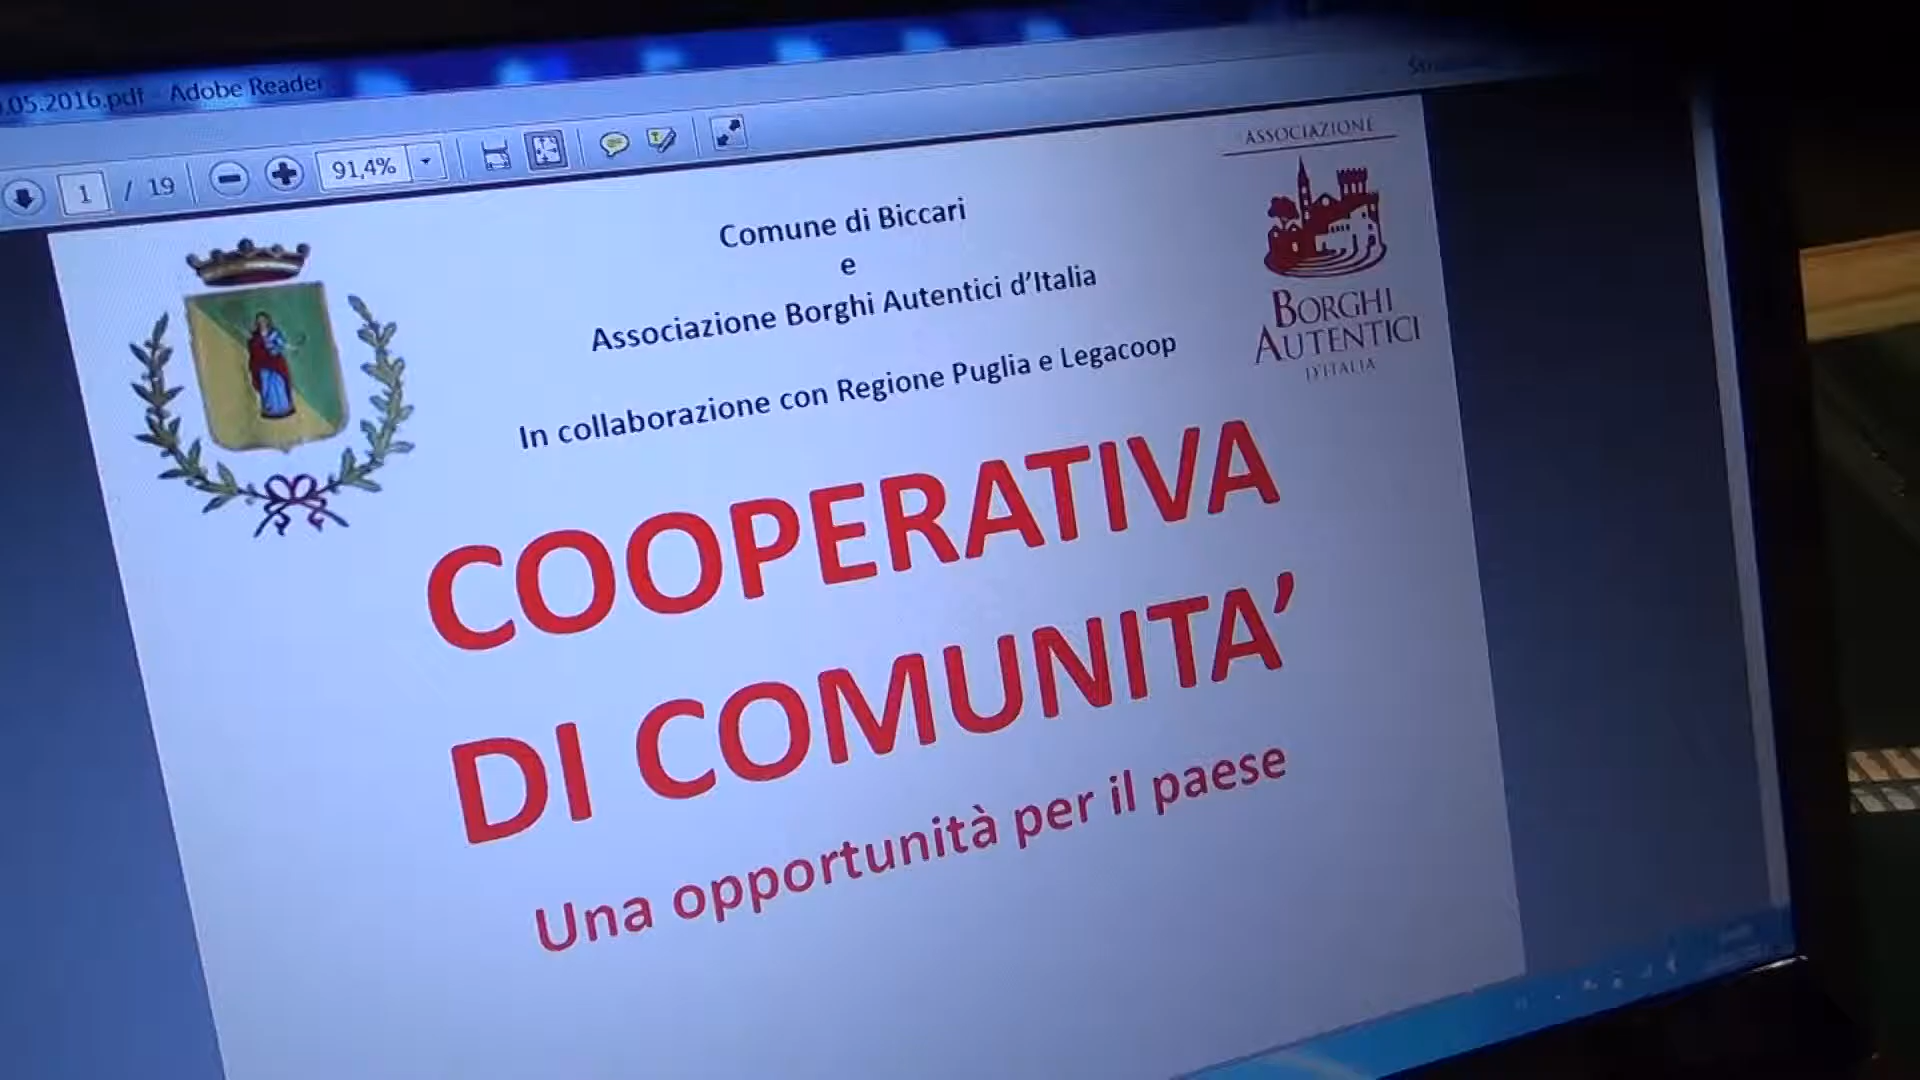 .05.2016.pdf - Adobe Reader
1 / 19
91,4%
Comune di Biccari
e
Associazione Borghi Autentici d'Italia
In collaborazione con Regione Puglia e Legacoop
ASSOCIAZIONE
BORGHI
AUTENTICI
D'ITALIA
COOPERATIVA
DI COMUNITA’
Una opportunità per il paese